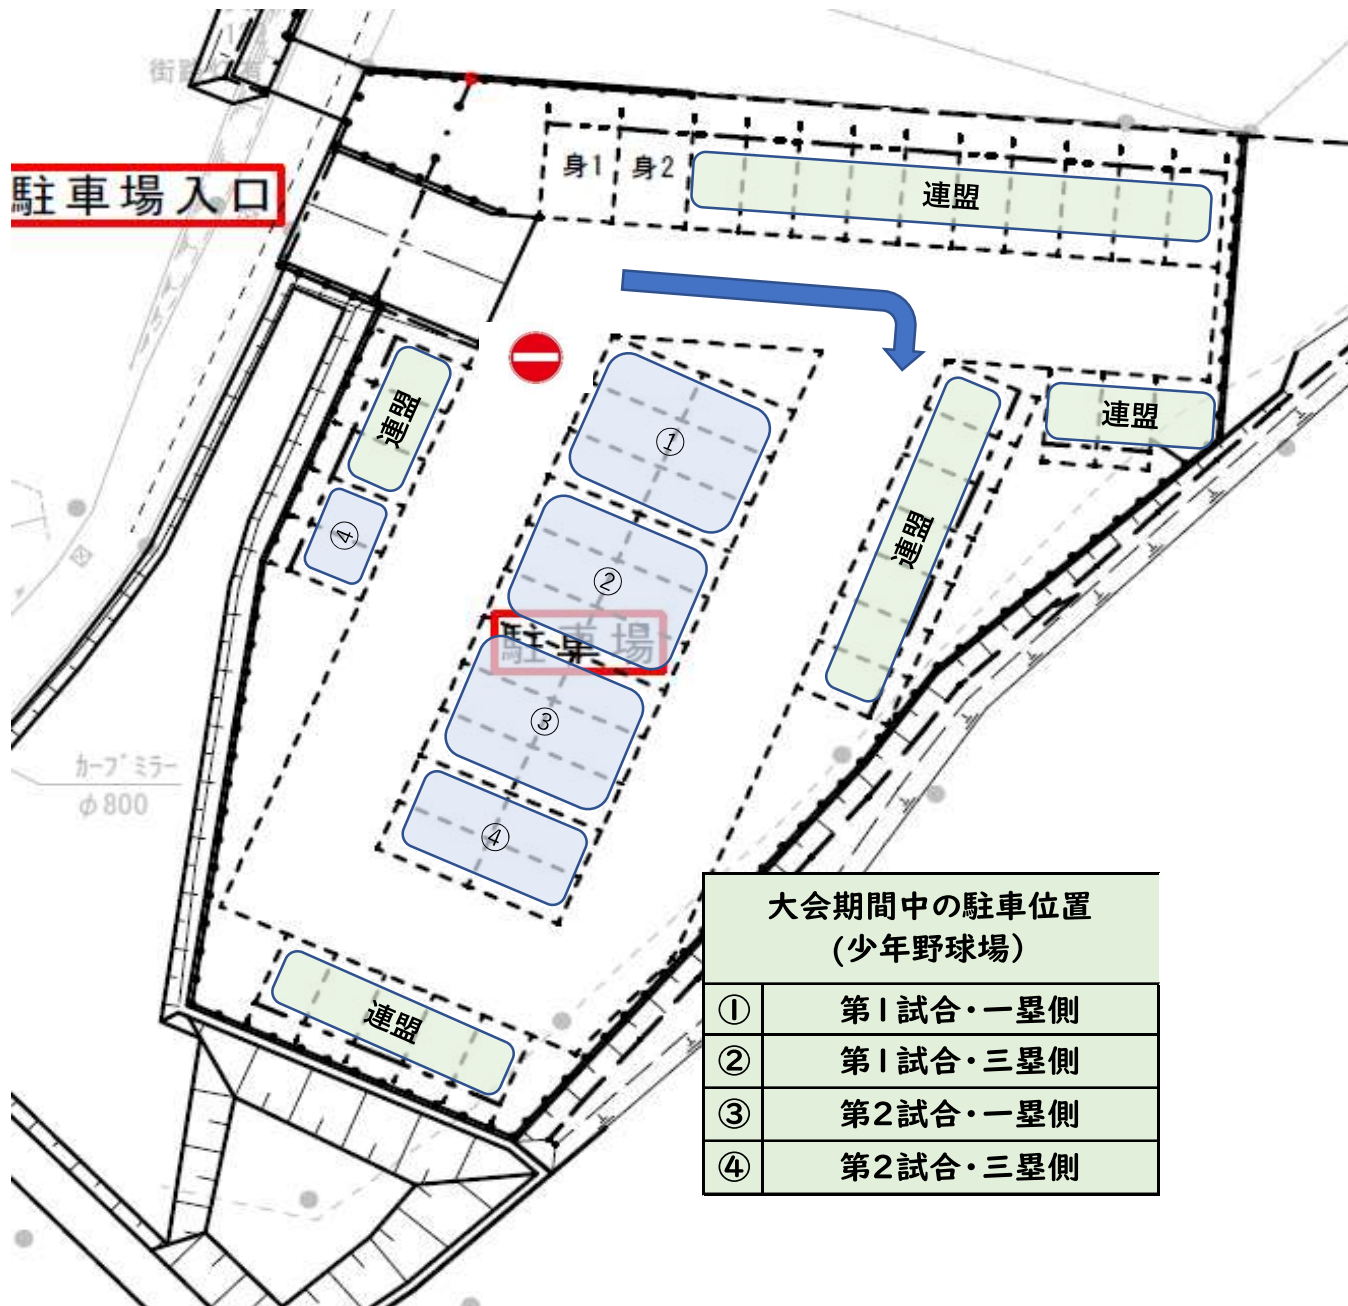 駐車場入口
身1
身2
連盟
連盟
①
連盟
連盟
④
②
駐車場
③
カーブミラー
φ800
④
連盟
大会期間中の駐車位置
(少年野球場)
① 第1試合・一塁側
② 第1試合・三塁側
③ 第2試合・一塁側
④ 第2試合・三塁側